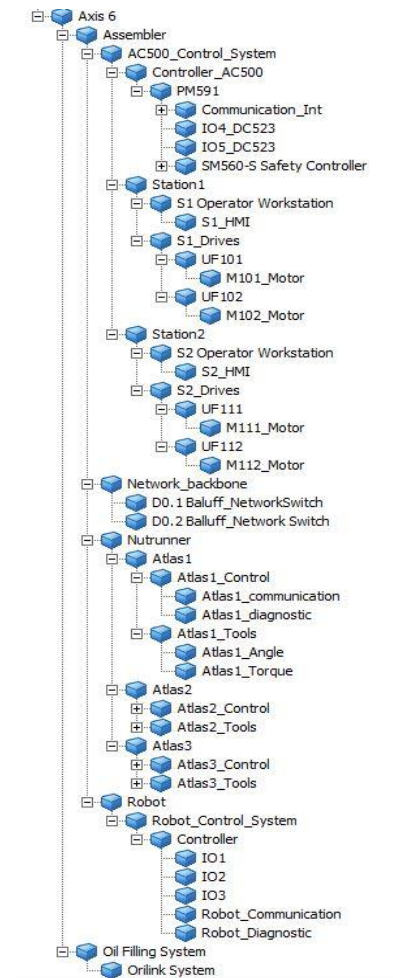 Axis 6
Assembler
AC500_Control_System
Controller_AC500
PM591
Communication_Int
IO4_DC523
IO5_DC523
SM560-S Safety Controller
Station1
S1 Operator Workstation
S1_HMI
S1_Drives
UF101
M101_Motor
UF102
M102_Motor
Station2
S2 Operator Workstation
S2_HMI
S2_Drives
UF111
M111_Motor
UF112
M112_Motor
Network_backbone
D0.1 Baluff_NetworkSwitch
D0.2 Balluff_Network Switch
Nutrunner
Atlas1
Atlas1_Control
Atlas1_communication
Atlas1_diagnostic
Atlas1_Tools
Atlas1_Angle
Atlas1_Torque
Atlas2
Atlas2_Control
Atlas2_Tools
Atlas3
Atlas3_Control
Atlas3_Tools
Robot
Robot_Control_System
Controller
IO1
IO2
IO3
Robot_Communication
Robot_Diagnostic
Oil Filling System
Orilink System